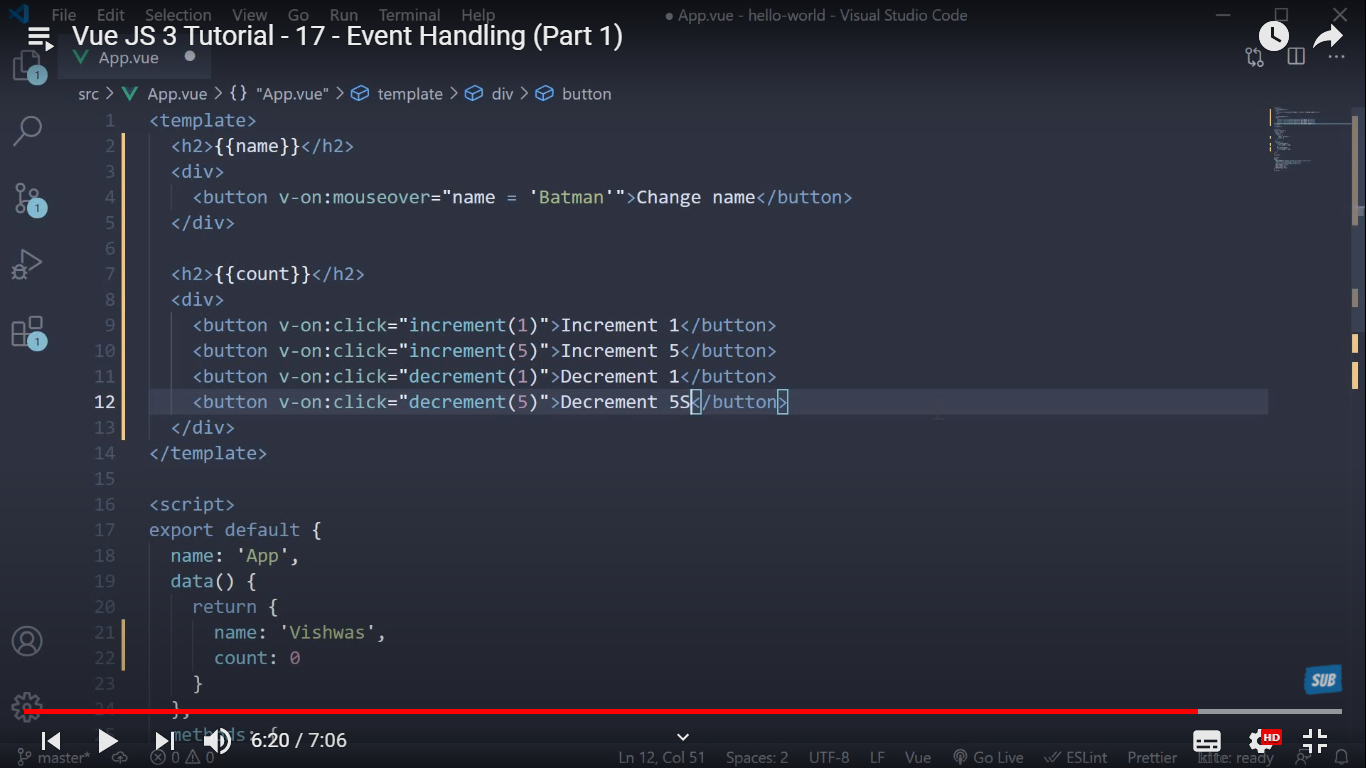 File Edit Selection View Go Run Terminal Help
● App.vue - hello-world - Visual Studio Code
Vue JS 3 Tutorial - 17 - Event Handling (Part 1)
App.vue ●
src > App.vue > {} "App.vue" > template > div > button
1
1
1
1 <template>
2 <h2>{{name}}</h2>
3 <div>
4 <button v-on:mouseover="name = 'Batman'">Change name</button>
5 </div>
6
7 <h2>{{count}}</h2>
8 <div>
9 <button v-on:click="increment(1)">Increment 1</button>
10 <button v-on:click="increment(5)">Increment 5</button>
11 <button v-on:click="decrement(1)">Decrement 1</button>
12 <button v-on:click="decrement(5)">Decrement 5S</button>
13 </div>
14 </template>
15
16 <script>
17 export default {
18 name: 'App',
19 data() {
20 return {
21 name: 'Vishwas',
22 count: 0
23 }
24 },
methods: {
SUB
6:20 / 7:06
HD
master* 0 0
Ln 12, Col 51 Spaces: 2 UTF-8 LF Vue Go Live ESLint Prettier kite: ready